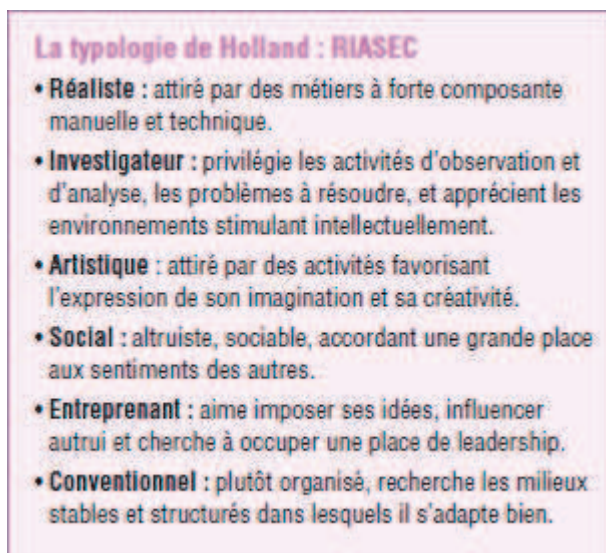 La typologie de Holland : RIASEC
• Réaliste : attiré par des métiers à forte composante
manuelle et technique.
• Investigateur : privilégie les activités d'observation et
d'analyse, les problèmes à résoudre, et apprécient les
environnements stimulant intellectuellement.
• Artistique : attiré par des activités favorisant
l'expression de son imagination et sa créativité.
• Social : altruiste, sociable, accordant une grande place
aux sentiments des autres.
• Entreprenant : aime imposer ses idées, influencer
autrui et cherche à occuper une place de leadership.
• Conventionnel : plutôt organisé, recherche les milieux
stables et structurés dans lesquels il s'adapte bien.